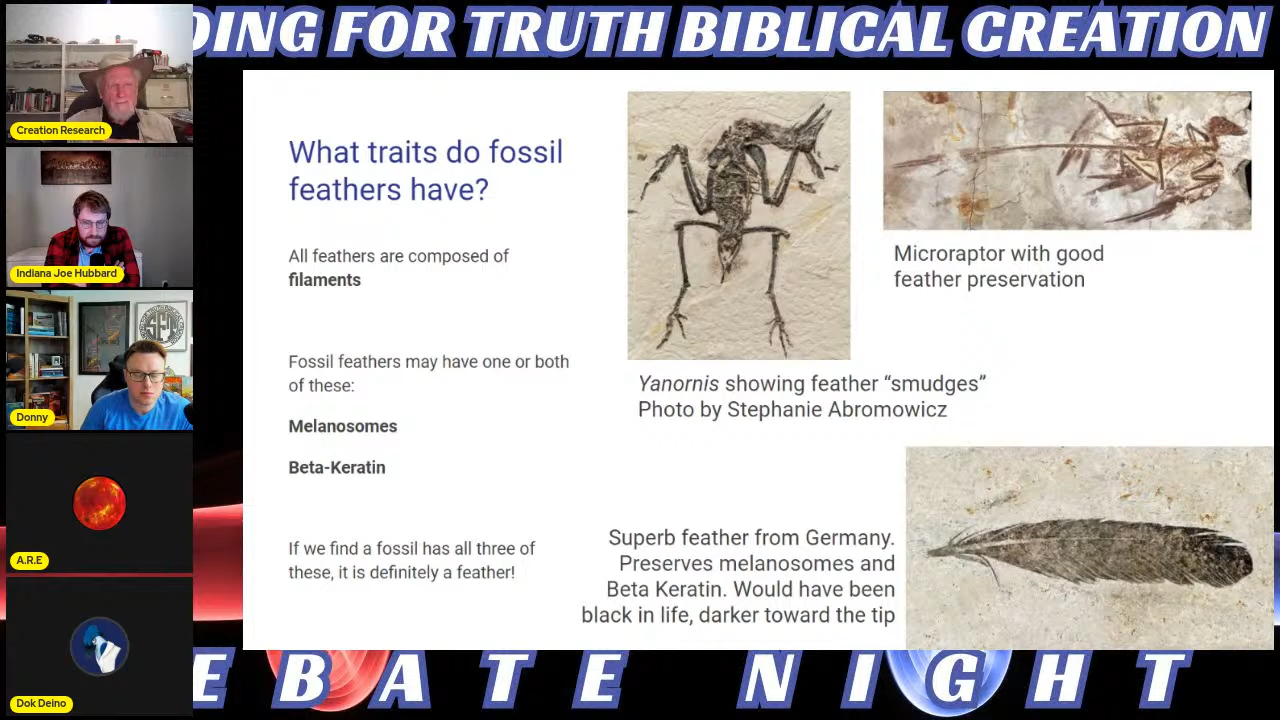 DING FOR TRUTH BIBLICAL CREATION
Creation Research
Indiana Joe Hubbard
Donny
A.R.E
Dok Deino
What traits do fossil
feathers have?
All feathers are composed of
filaments
Fossil feathers may have one or both
of these:
Melanosomes
Beta-Keratin
If we find a fossil has all three of
these, it is definitely a feather!
Microraptor with good
feather preservation
Yanornis showing feather “smudges”
Photo by Stephanie Abromowicz
Superb feather from Germany.
Preserves melanosomes and
Beta Keratin. Would have been
black in life, darker toward the tip
SFT
EBATE NIGHT